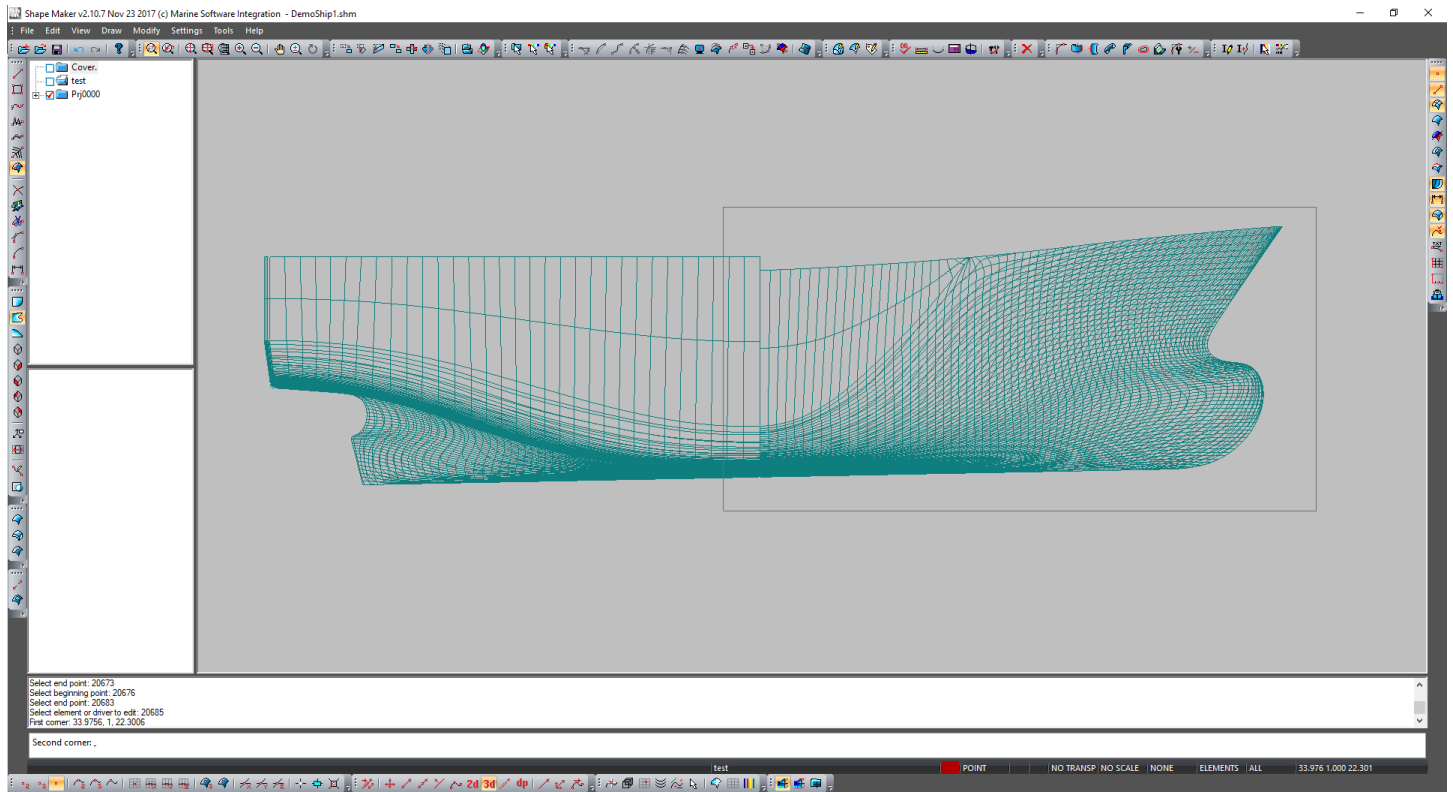 Shape Maker v2.10.7 Nov 23 2017 (c) Marine Software Integration - DemoShip1.shm
File Edit View Draw Modify Settings Tools Help
Cover.
test
Prj0000
Select end point: 20673
Select beginning point: 20676
Select end point: 20683
Select element or driver to edit: 20685
First corner: 33.9756, 1, 22.3006
Second corner: ,
test POINT NO TRANSP NO SCALE NONE ELEMENTS ALL 33.976 1.000 22.301
2d 3d dp